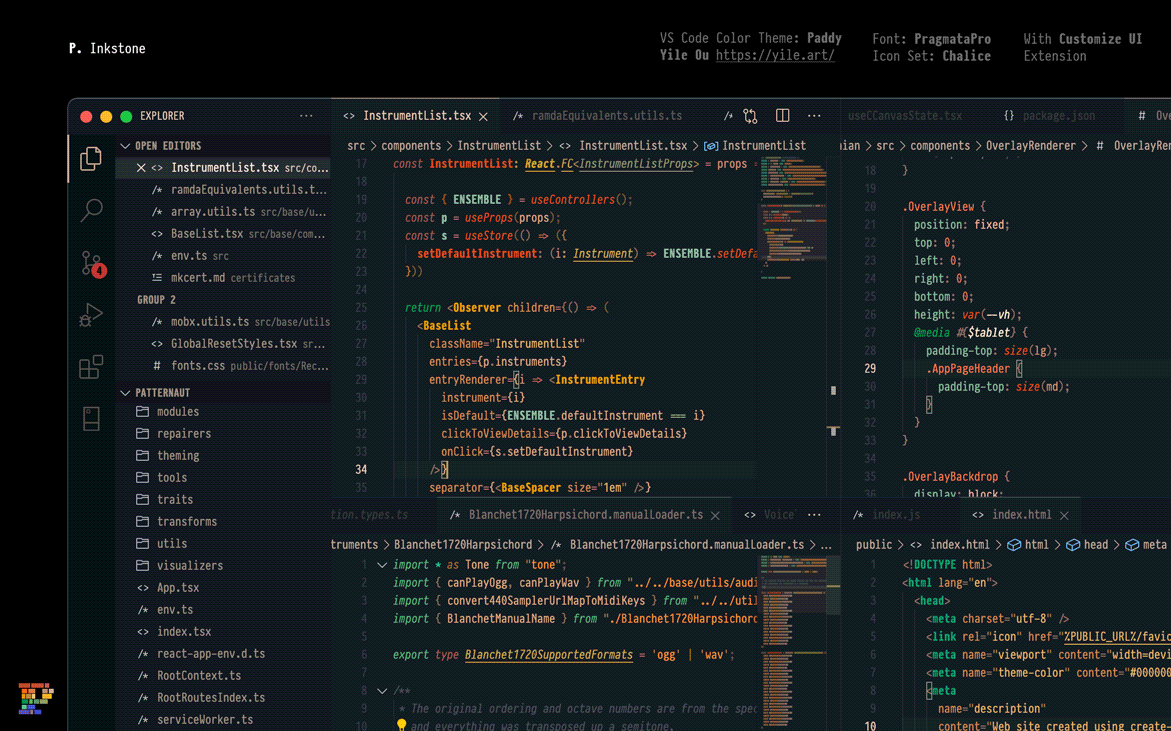 P. Inkstone
VS Code Color Theme: Paddy
Yile Ou https://yile.art/
Font: PragmataPro
Icon Set: Chalice
With Customize UI
Extension
EXPLORER
OPEN EDITORS
InstrumentList.tsx src/co...
/* ramdaEquivalents.utils.t...
/* array.utils.ts src/base/u...
<> BaseList.tsx src/base/com...
/* env.ts src
mkcert.md certificates
GROUP 2
/* mobx.utils.ts src/base/utils
<> GlobalResetStyles.tsx sr...
# fonts.css public/fonts/Rec...
4
PATTERNAUT
modules
repairers
theming
tools
traits
transforms
utils
visualizers
<> App.tsx
/* env.ts
<> index.tsx
/* react-app-env.d.ts
<> RootContext.ts
/* RootRoutesIndex.ts
/* serviceWorker.ts
<> InstrumentList.tsx
/* ramdaEquivalents.utils.ts
src > components > InstrumentList > <> InstrumentList.tsx > InstrumentList
17 const InstrumentList: React.FC<InstrumentListProps> = props =
18
19 const { ENSEMBLE } = useControllers();
20 const p = useProps(props);
21 const s = useStore(() => ({
22 setDefaultInstrument: (i: Instrument) => ENSEMBLE.setDefa
23 }))
24
25 return <Observer children={() => (
26 <BaseList
27 className="InstrumentList"
28 entries={p.instruments}
29 entryRenderer={i => <InstrumentEntry
30 instrument={i}
31 isDefault={ENSEMBLE.defaultInstrument === i}
32 clickToViewDetails={p.clickToViewDetails}
33 onClick={s.setDefaultInstrument}
34 />}
35 separator={<BaseSpacer size="1em" />}
useCCanvasState.tsx
{} package.json
# Ov
ian > src > components > OverlayRenderer > # OverlayRen
18 }
19
20 .OverlayView {
21 position: fixed;
22 top: 0;
23 left: 0;
24 right: 0;
25 bottom: 0;
26 height: var(--vh);
27 @media #{$tablet} {
28 padding-top: size(lg);
29 .AppPageHeader {
30 padding-top: size(md);
31 }
32 }
33 }
34
35 .OverlayBackdrop {
36 display: block;
tion.types.ts
/* Blanchet1720Harpsichord.manualLoader.ts
<> Voice
truments > Blanchet1720Harpsichord > /* Blanchet1720Harpsichord.manualLoader.ts > ...
1 import * as Tone from "tone";
2 import { canPlayOgg, canPlayWav } from "../../base/utils/audi
3 import { convert440SamplerUrlMapToMidiKeys } from "../../util
4 import { BlanchetManualName } from "./Blanchet1720Harpsichord
5
6 export type Blanchet1720SupportedFormats = 'ogg' | 'wav';
7
8 /**
9 * The original ordering and octave numbers are from the spec
10 and everything was transposed up a semitone.
/* index.js
<> index.html
public > <> index.html > html > head > meta
1 <!DOCTYPE html>
2 <html lang="en">
3 <head>
4 <meta charset="utf-8" />
5 <link rel="icon" href="%PUBLIC_URL%/favic
6 <meta name="viewport" content="width=devi
7 <meta name="theme-color" content="#000000
8 <meta
9 name="description"
10 content="Web site created using create-